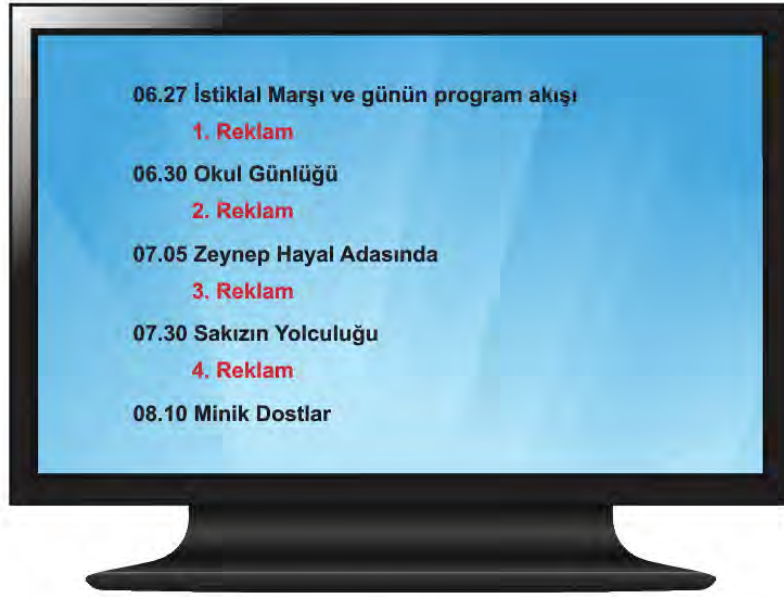 06.27 İstiklal Marşı ve günün program akışı
1. Reklam
06.30 Okul Günlüğü
2. Reklam
07.05 Zeynep Hayal Adasında
3. Reklam
07.30 Sakızın Yolculuğu
4. Reklam
08.10 Minik Dostlar